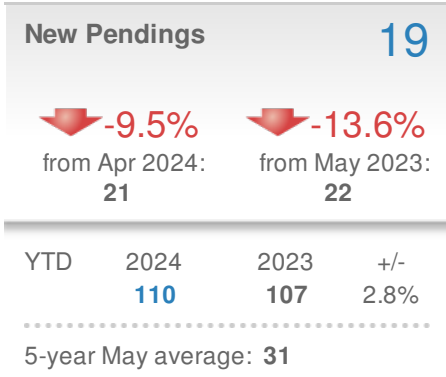 New Pendings 19
-9.5% -13.6%
from Apr 2024: from May 2023:
21 22
YTD 2024 2023 +/-
110 107 2.8%
5-year May average: 31